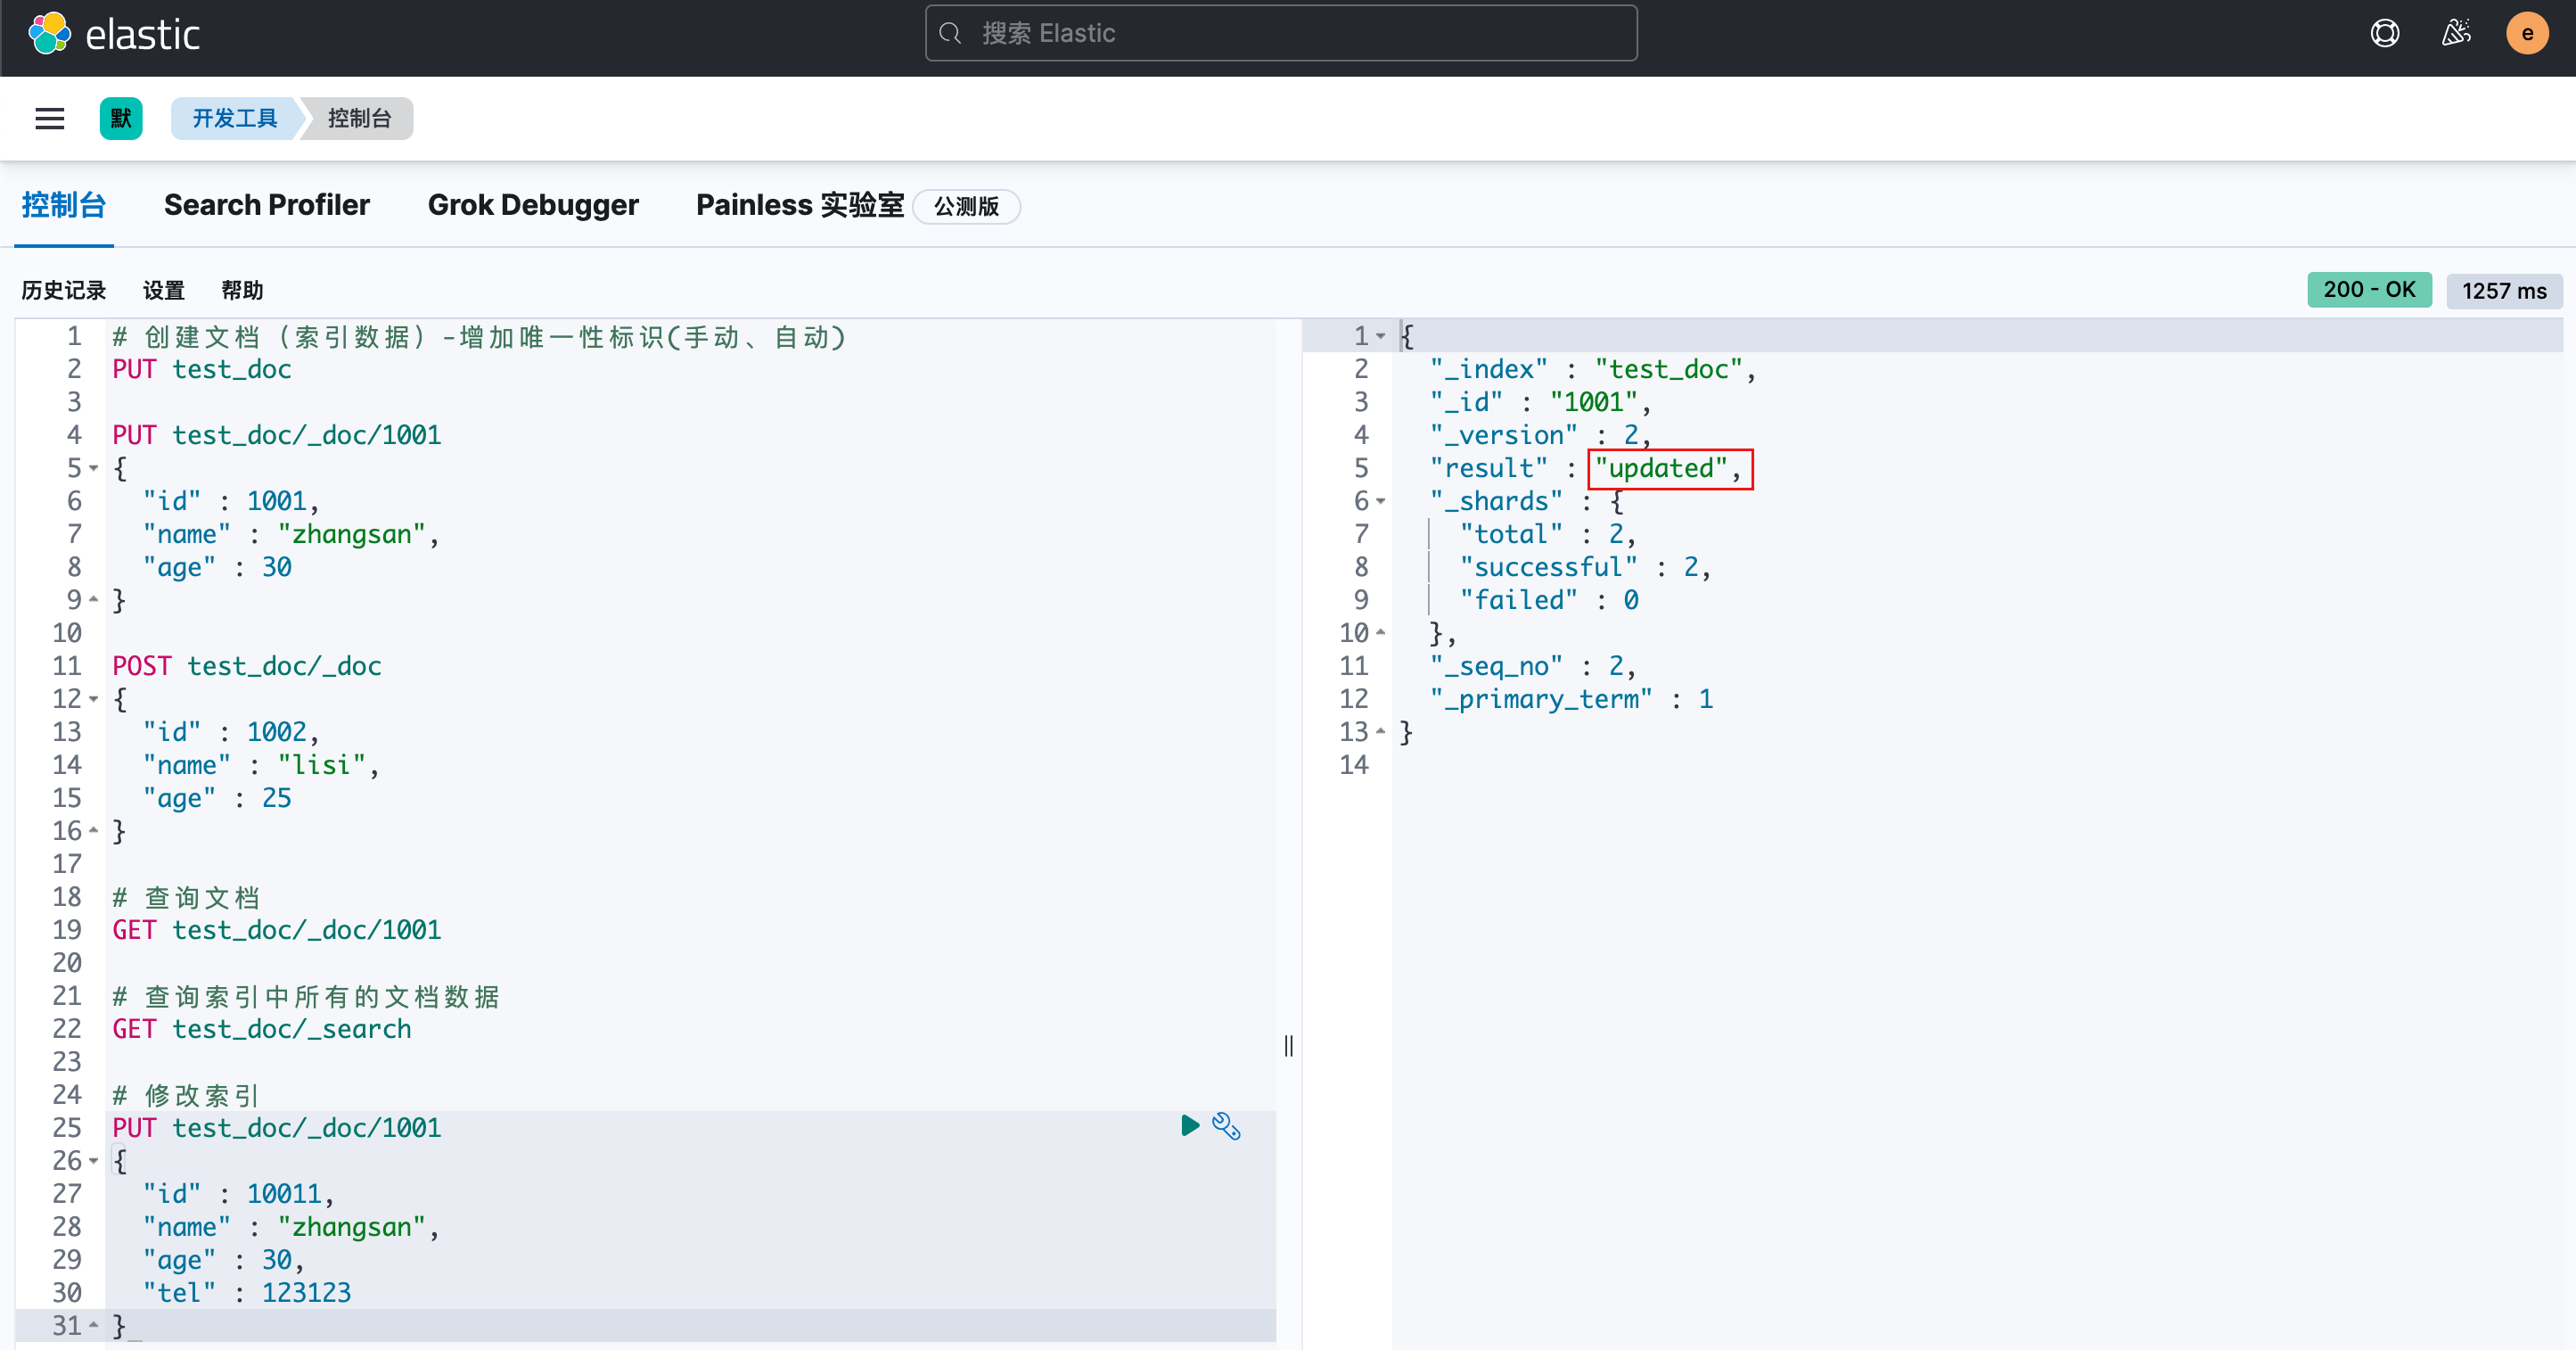 elastic
搜索 Elastic
e
默
开发工具
控制台
控制台
Search Profiler
Grok Debugger
Painless 实验室
公测版
历史记录
设置
帮助
200 - OK
1257 ms
1 # 创建文档（索引数据）-增加唯一性标识(手动、自动)
2 PUT test_doc
3
4 PUT test_doc/_doc/1001
5 {
6 "id" : 1001,
7 "name" : "zhangsan",
8 "age" : 30
9 }
10
11 POST test_doc/_doc
12 {
13 "id" : 1002,
14 "name" : "lisi",
15 "age" : 25
16 }
17
18 # 查询文档
19 GET test_doc/_doc/1001
20
21 # 查询索引中所有的文档数据
22 GET test_doc/_search
23
24 # 修改索引
25 PUT test_doc/_doc/1001
26 {
27 "id" : 10011,
28 "name" : "zhangsan",
29 "age" : 30,
30 "tel" : 123123
31 }
1 {
2 "_index" : "test_doc",
3 "_id" : "1001",
4 "_version" : 2,
5 "result" : "updated",
6 "_shards" : {
7 "total" : 2,
8 "successful" : 2,
9 "failed" : 0
10 },
11 "_seq_no" : 2,
12 "_primary_term" : 1
13 }
14